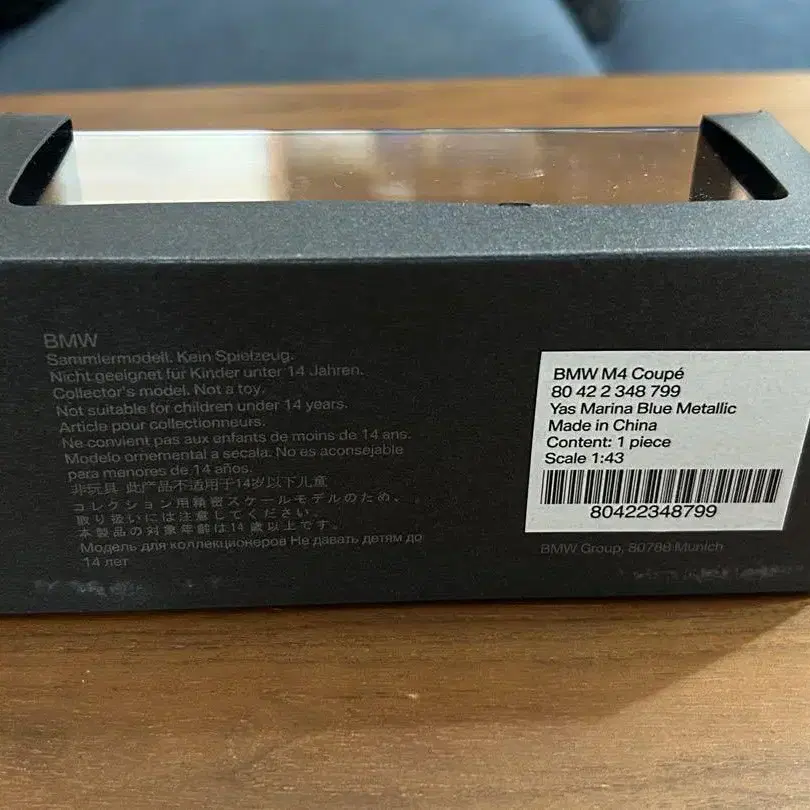 BMW
Sammlermodell. Kein Spielzeug.
Nicht geeignet für Kinder unter 14 Jahren.
Collector's model. Not a toy.
Not suitable for children under 14 years.
Article pour collectionneurs.
Ne convient pas aux enfants de moins de 14 ans.
Modelo ornemental a secala. No es aconsejable
para menores de 14 años.
非玩具 此产品不适用于14岁以下儿童
コレクション用精密スケールモデルのため、
取り扱いには注意してください。
本製品の対象年齢は14歳以上です。
Модель для коллекционеров Не давать детям до
14 лет
BMW M4 Coupé
80 42 2 348 799
Yas Marina Blue Metallic
Made in China
Content: 1 piece
Scale 1:43
80422348799
BMW Group, 80788 Munich